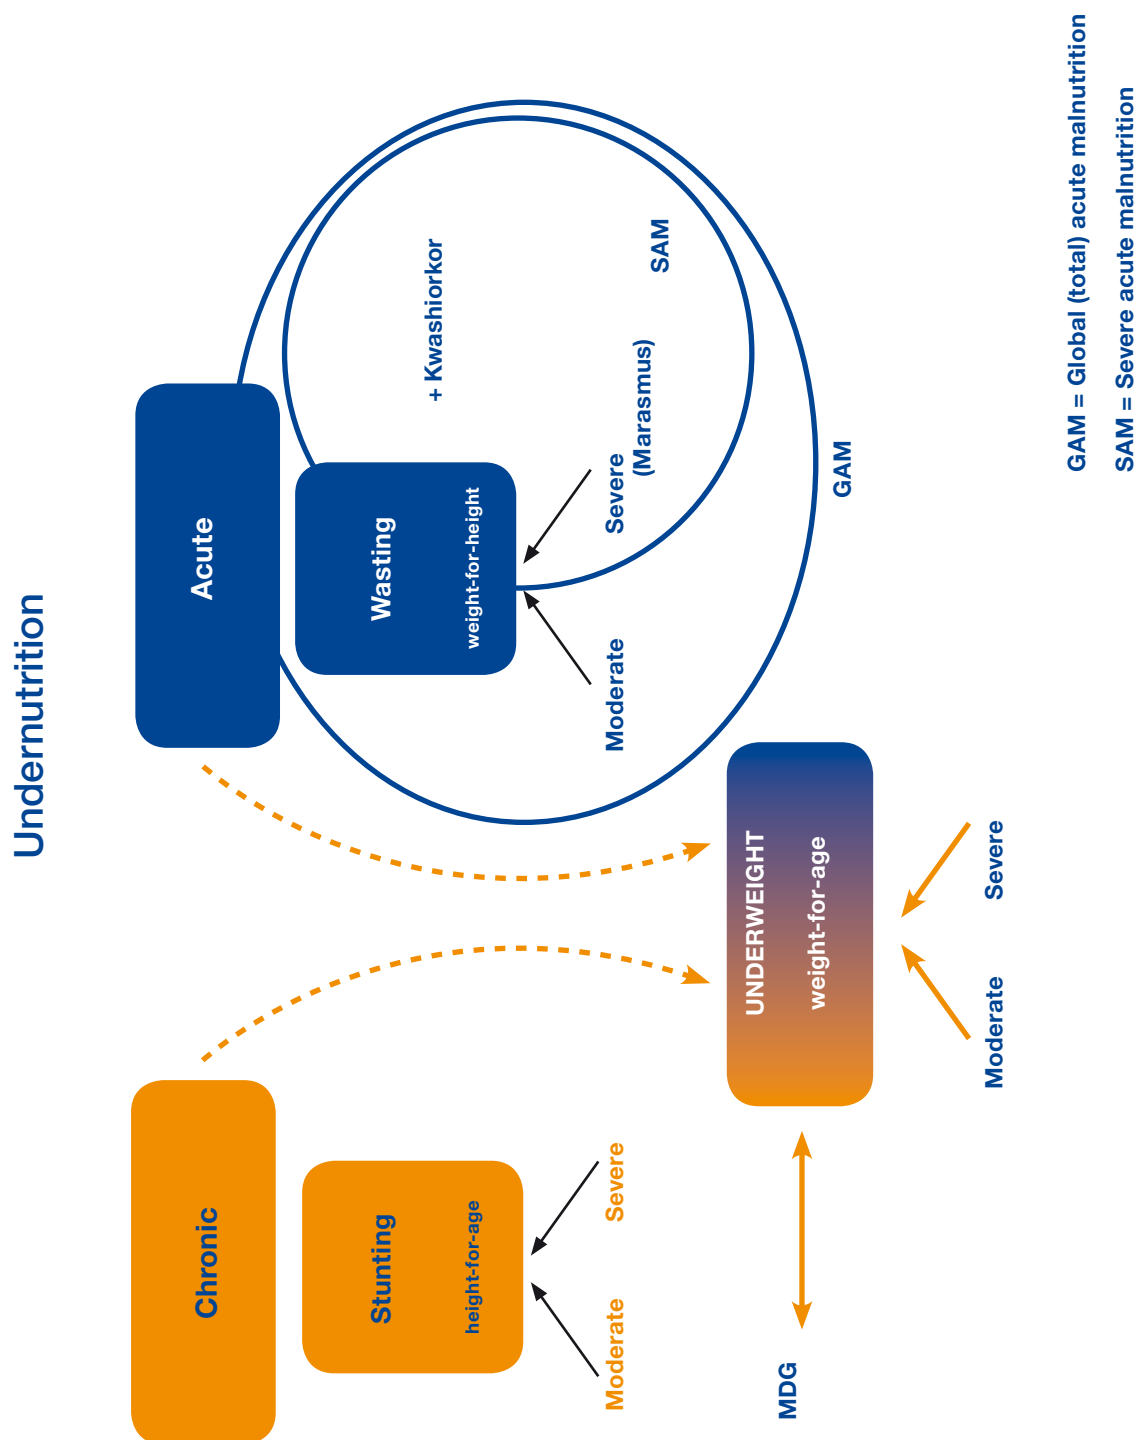 Undernutrition
Chronic
Acute
Stunting
height-for-age
Wasting
weight-for-height
+ Kwashiorkor
Moderate
Severe
Moderate
Severe
(Marasmus)
SAM
GAM
MDG
UNDERWEIGHT
weight-for-age
Moderate
Severe
GAM = Global (total) acute malnutrition
SAM = Severe acute malnutrition